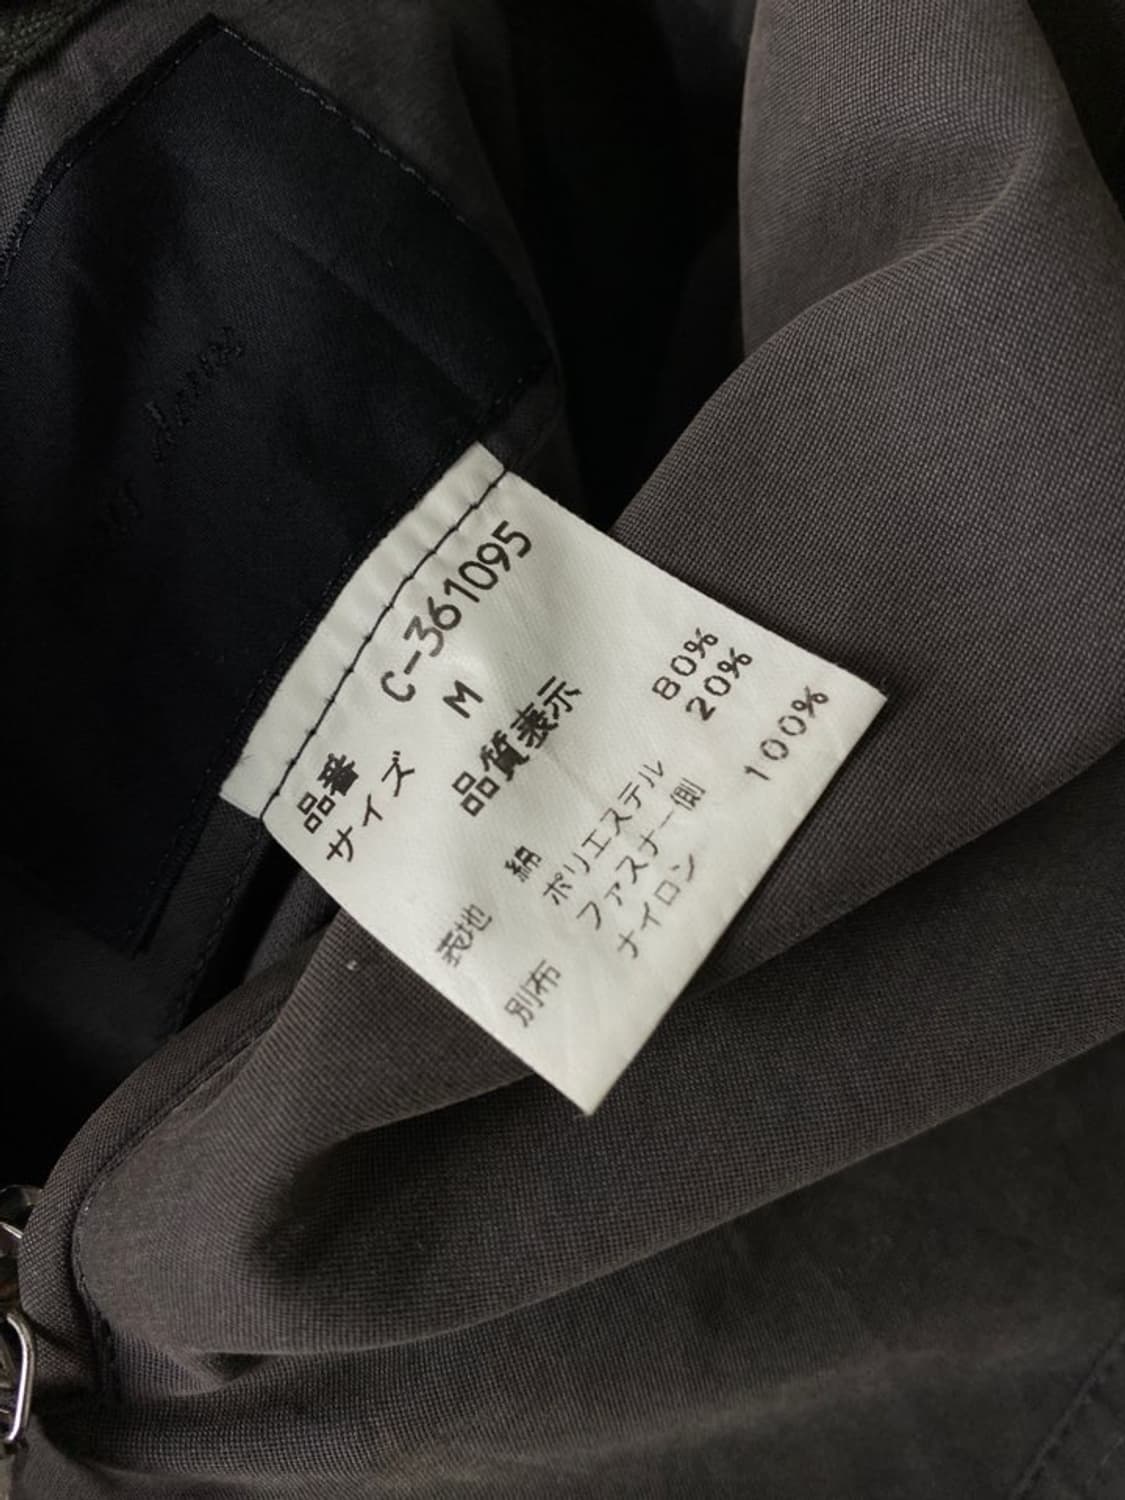 品番 C-361095
サイズ M
品質表示
表地 綿 80%
ポリエステル 20%
別布 ファスナー側
ナイロン 100%